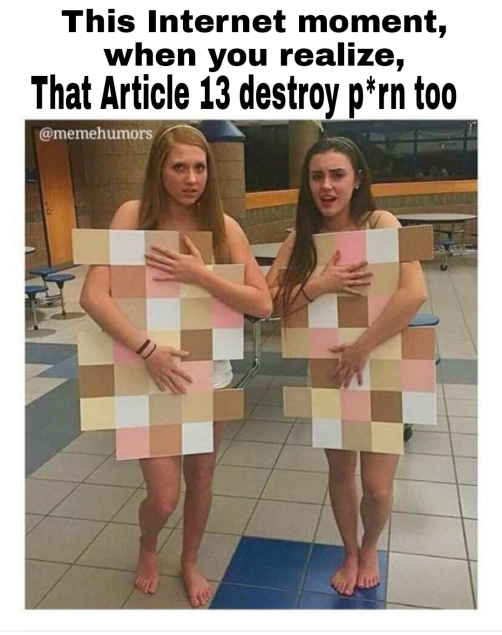 This Internet moment,
when you realize,
That Article 13 destroy p*rn too
@memehumors